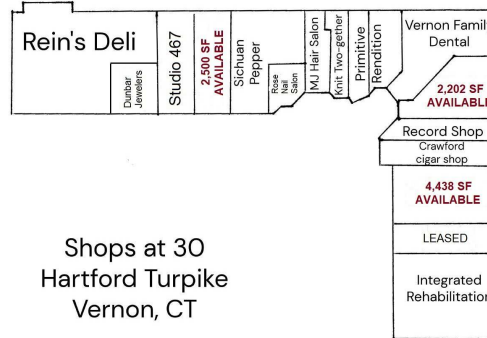 Rein's Deli
Dunbar
Jewelers
Studio 467
2,500 SF
AVAILABLE
Sichuan
Pepper
Rose
Nail
Salon
MJ Hair Salon
Knit Two-gether
Primitive
Rendition
Vernon Family
Dental
2,202 SF
AVAILABLE
Record Shop
Crawford
cigar shop
4,438 SF
AVAILABLE
LEASED
Integrated
Rehabilitation
Shops at 30
Hartford Turpike
Vernon, CT